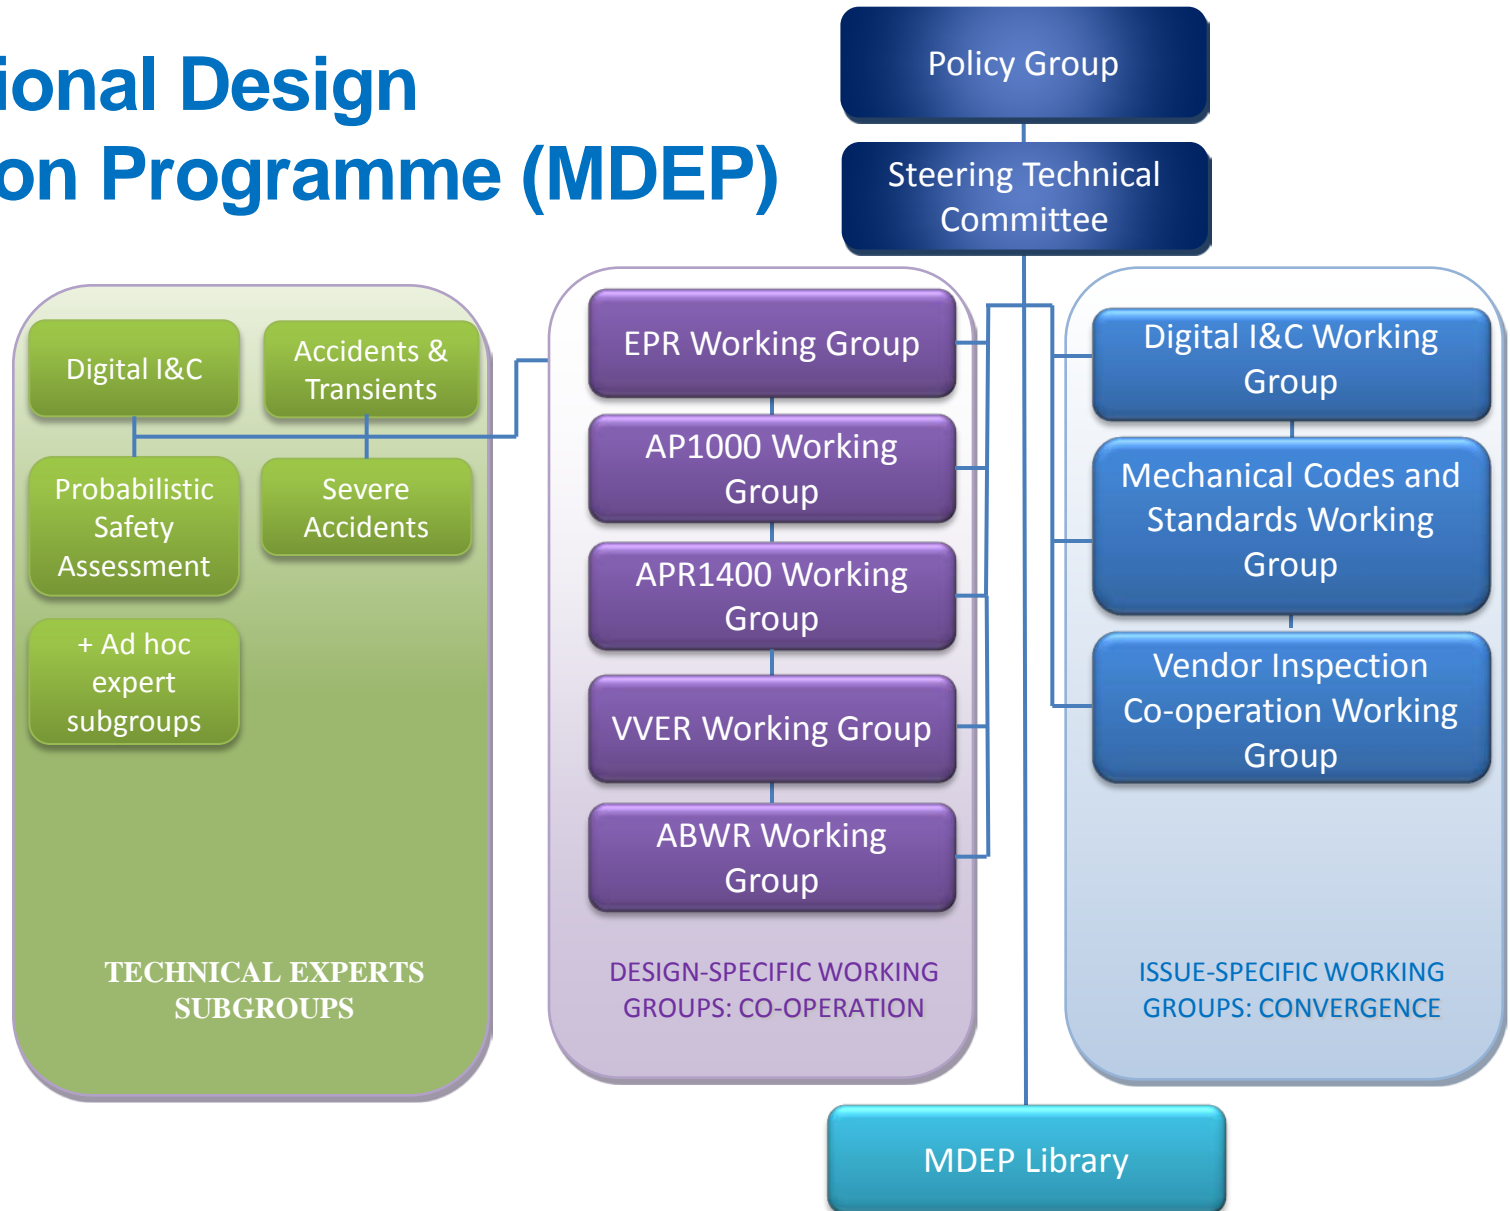 ional Design
on Programme (MDEP)
Policy Group
Steering Technical
Committee
Digital I&C
Accidents &
Transients
Probabilistic
Safety
Assessment
Severe
Accidents
+ Ad hoc
expert
subgroups
TECHNICAL EXPERTS
SUBGROUPS
EPR Working Group
AP1000 Working
Group
APR1400 Working
Group
VVER Working Group
ABWR Working
Group
DESIGN-SPECIFIC WORKING
GROUPS: CO-OPERATION
Digital I&C Working
Group
Mechanical Codes and
Standards Working
Group
Vendor Inspection
Co-operation Working
Group
ISSUE-SPECIFIC WORKING
GROUPS: CONVERGENCE
MDEP Library